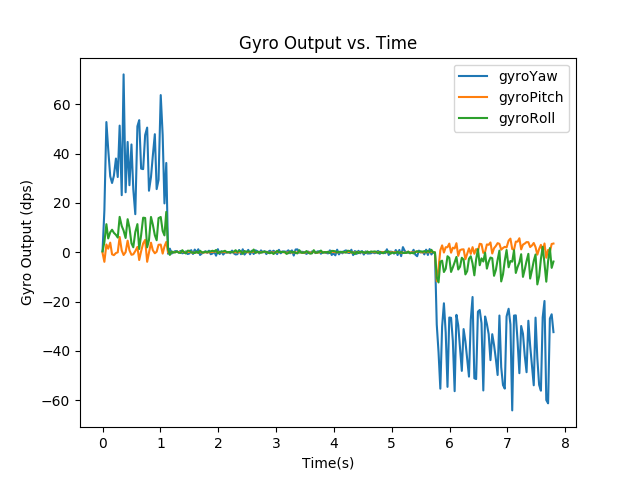 Gyro Output vs. Time
gyroYaw
gyroPitch
gyroRoll
Gyro Output (dps)
60
40
20
0
−20
−40
−60
0 1 2 3 4 5 6 7 8
Time(s)